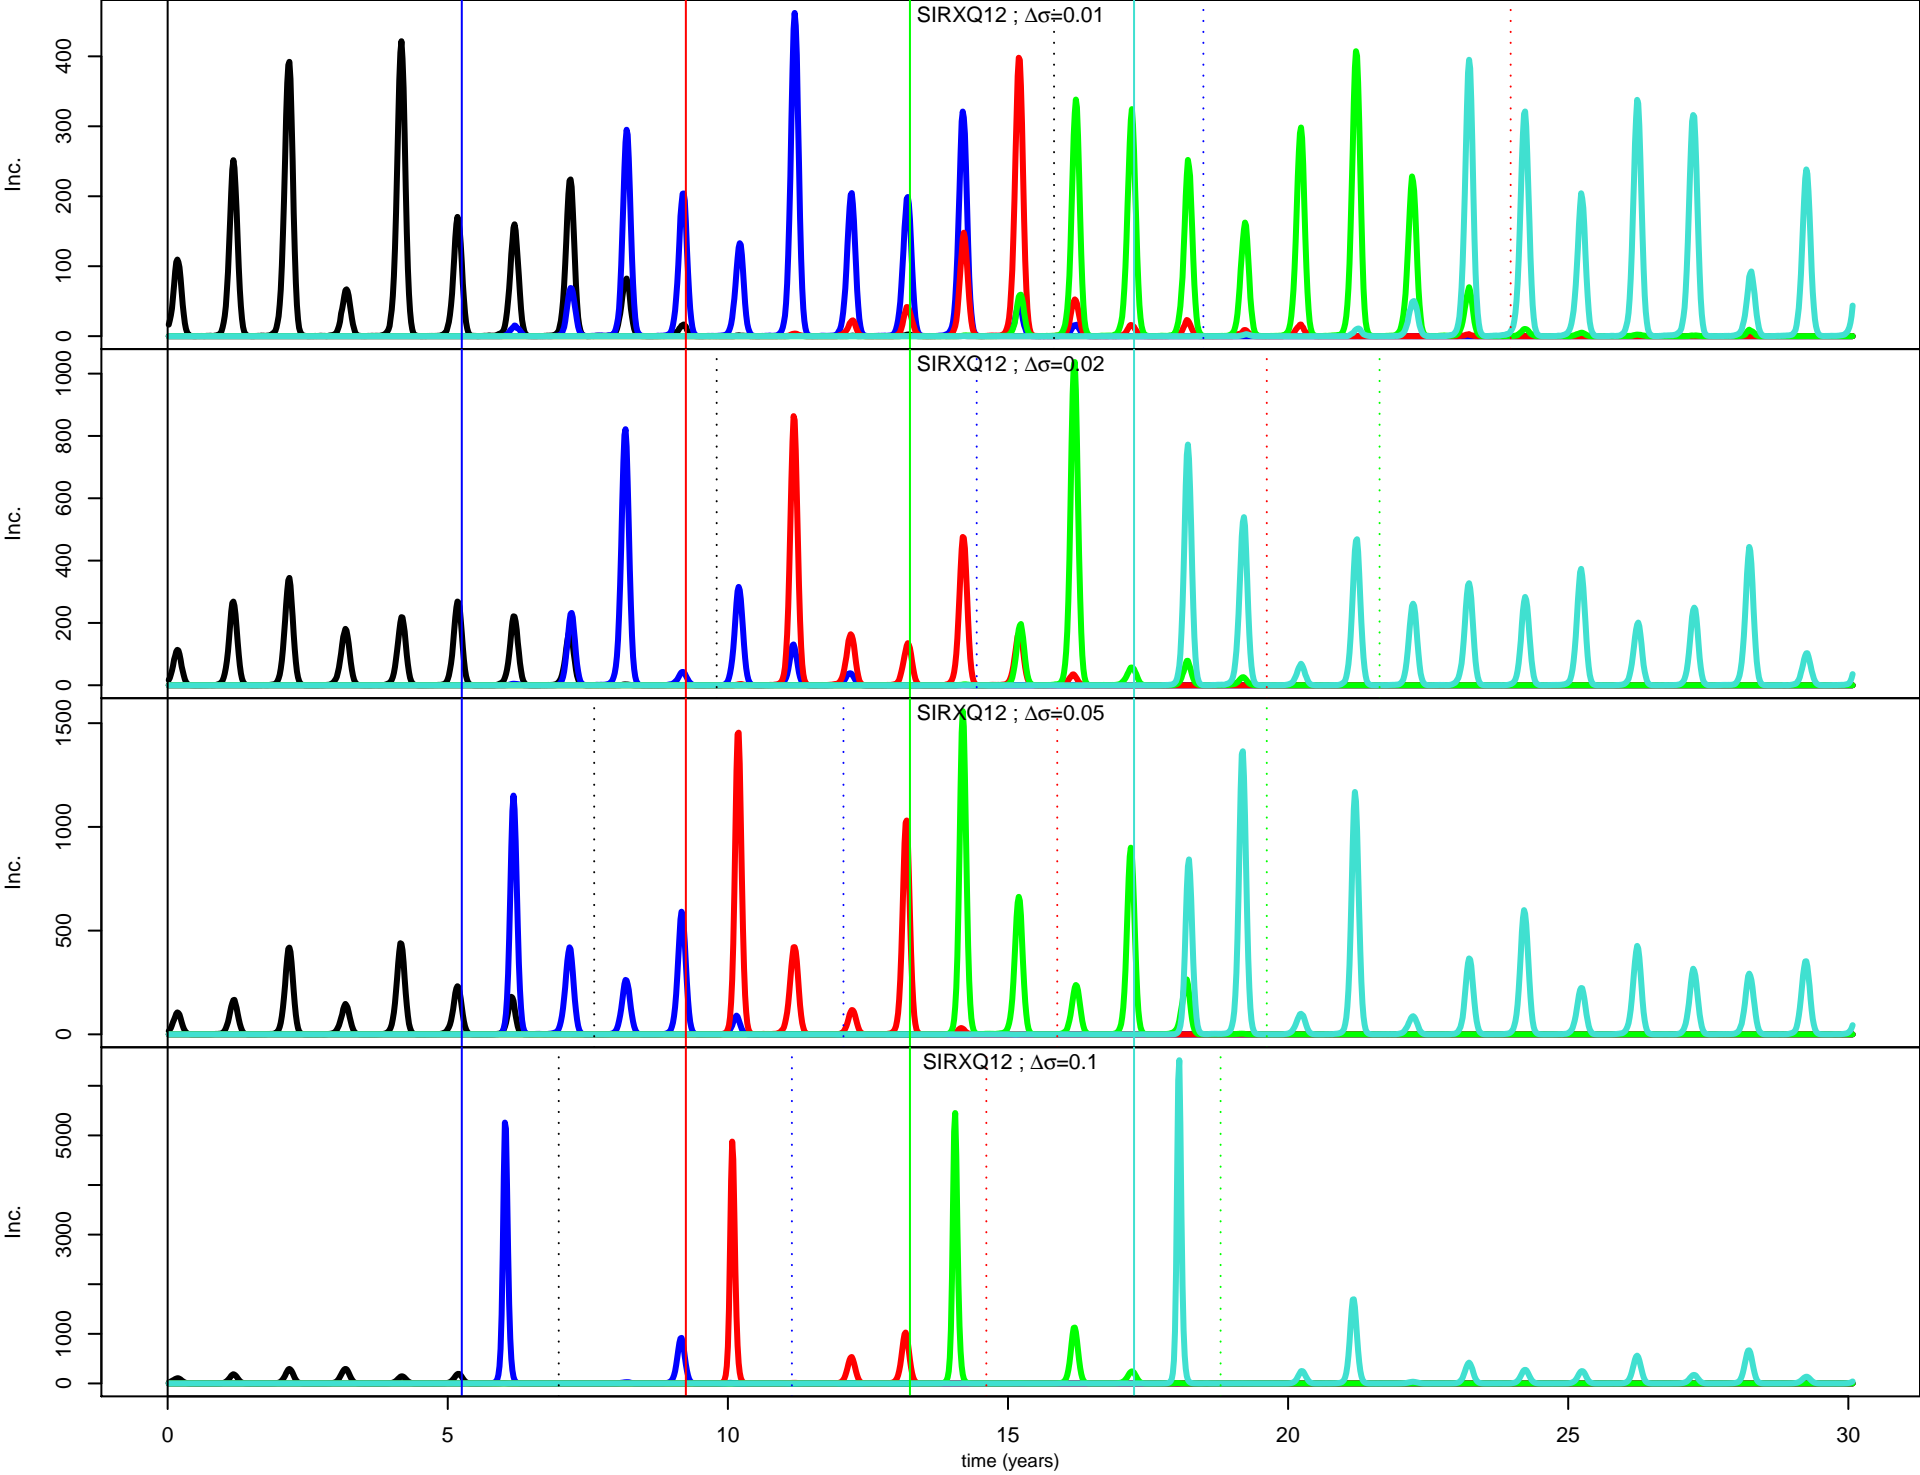 SIRXQ12 ; Δσ=0.01
Inc.
0 100 200 300 400
SIRXQ12 ; Δσ=0.02
Inc.
0 200 400 600 800 1000
SIRXQ12 ; Δσ=0.05
Inc.
0 500 1000 1500
SIRXQ12 ; Δσ=0.1
Inc.
0 1000 3000 5000
0 5 10 15 20 25 30
time (years)